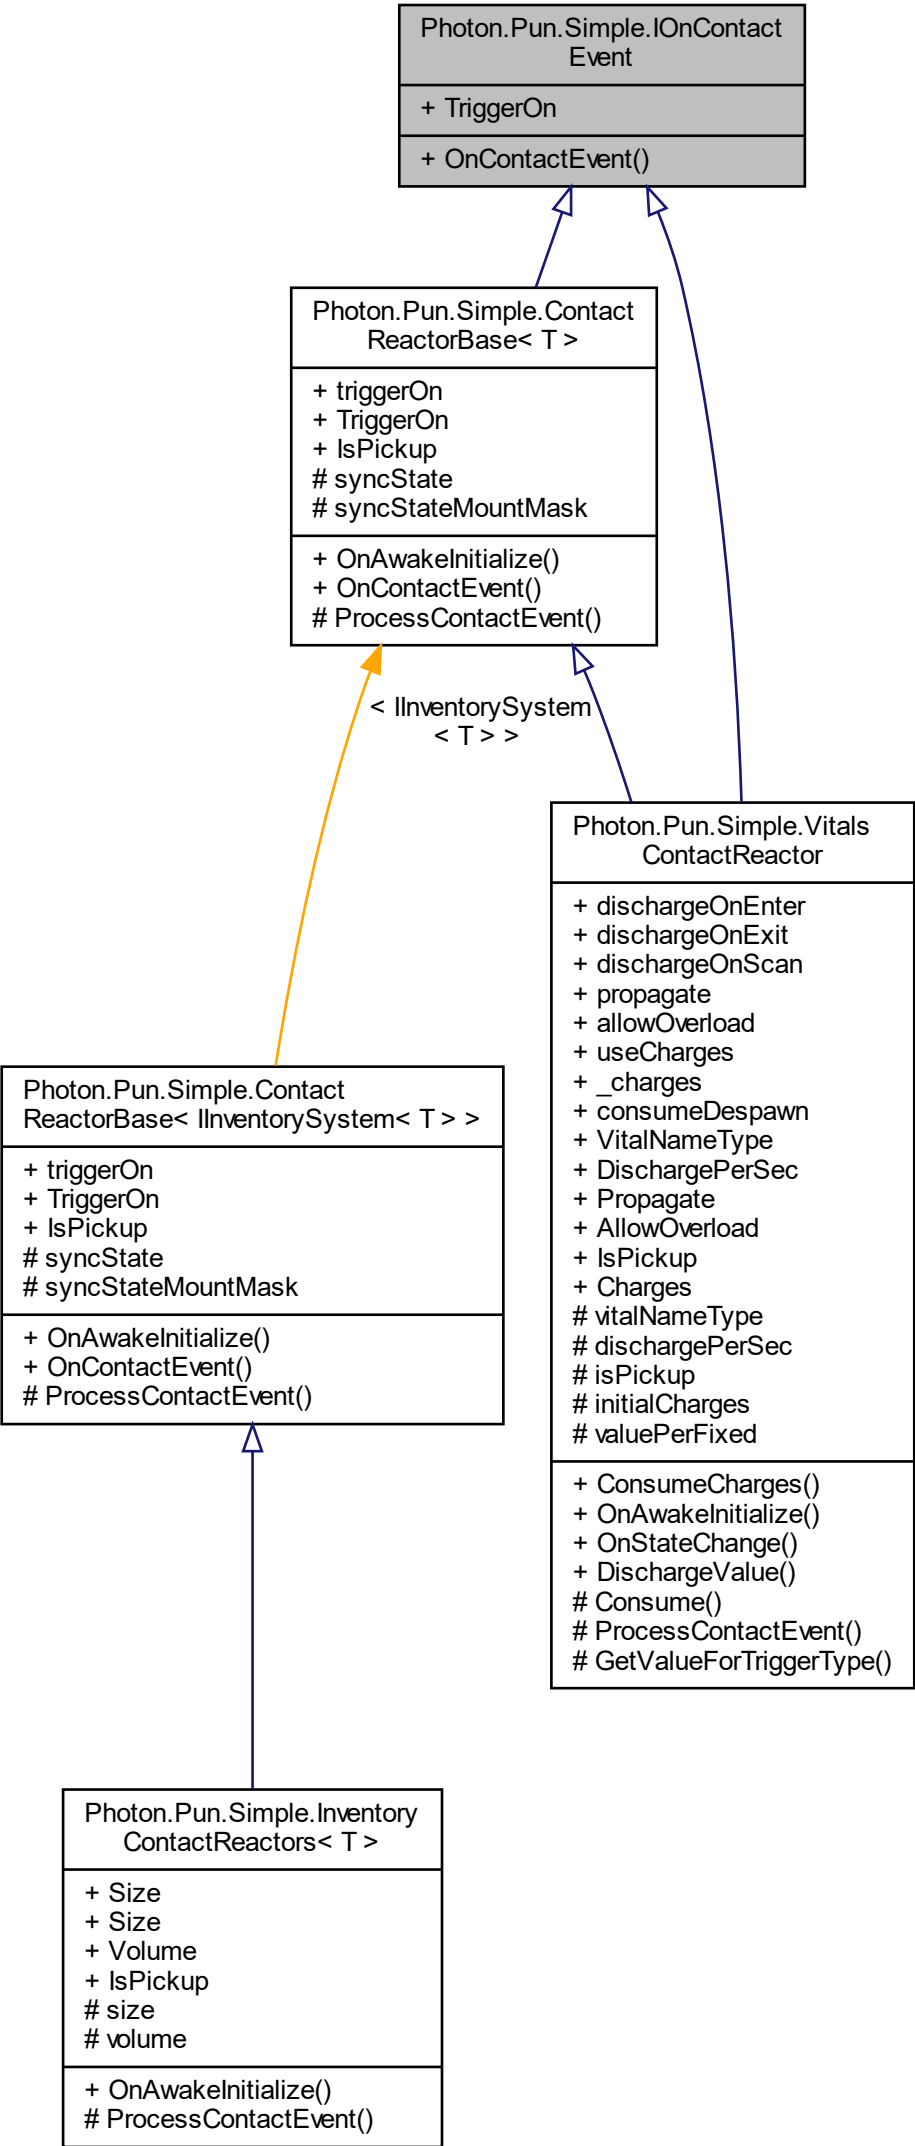 Photon.Pun.Simple.IOnContact
Event
+ TriggerOn
+ OnContactEvent()
Photon.Pun.Simple.Contact
ReactorBase< T >
+ triggerOn
+ TriggerOn
+ IsPickup
# syncState
# syncStateMountMask
+ OnAwakeInitialize()
+ OnContactEvent()
# ProcessContactEvent()
< IInventorySystem
< T > >
Photon.Pun.Simple.Vitals
ContactReactor
+ dischargeOnEnter
+ dischargeOnExit
+ dischargeOnScan
+ propagate
+ allowOverload
+ useCharges
+ _charges
+ consumeDespawn
+ VitalNameType
+ DischargePerSec
+ Propagate
+ AllowOverload
+ IsPickup
+ Charges
# vitalNameType
# dischargePerSec
# isPickup
# initialCharges
# valuePerFixed
+ ConsumeCharges()
+ OnAwakeInitialize()
+ OnStateChange()
+ DischargeValue()
# Consume()
# ProcessContactEvent()
# GetValueForTriggerType()
Photon.Pun.Simple.Contact
ReactorBase< IInventorySystem< T > >
+ triggerOn
+ TriggerOn
+ IsPickup
# syncState
# syncStateMountMask
+ OnAwakeInitialize()
+ OnContactEvent()
# ProcessContactEvent()
Photon.Pun.Simple.Inventory
ContactReactors< T >
+ Size
+ Size
+ Volume
+ IsPickup
# size
# volume
+ OnAwakeInitialize()
# ProcessContactEvent()